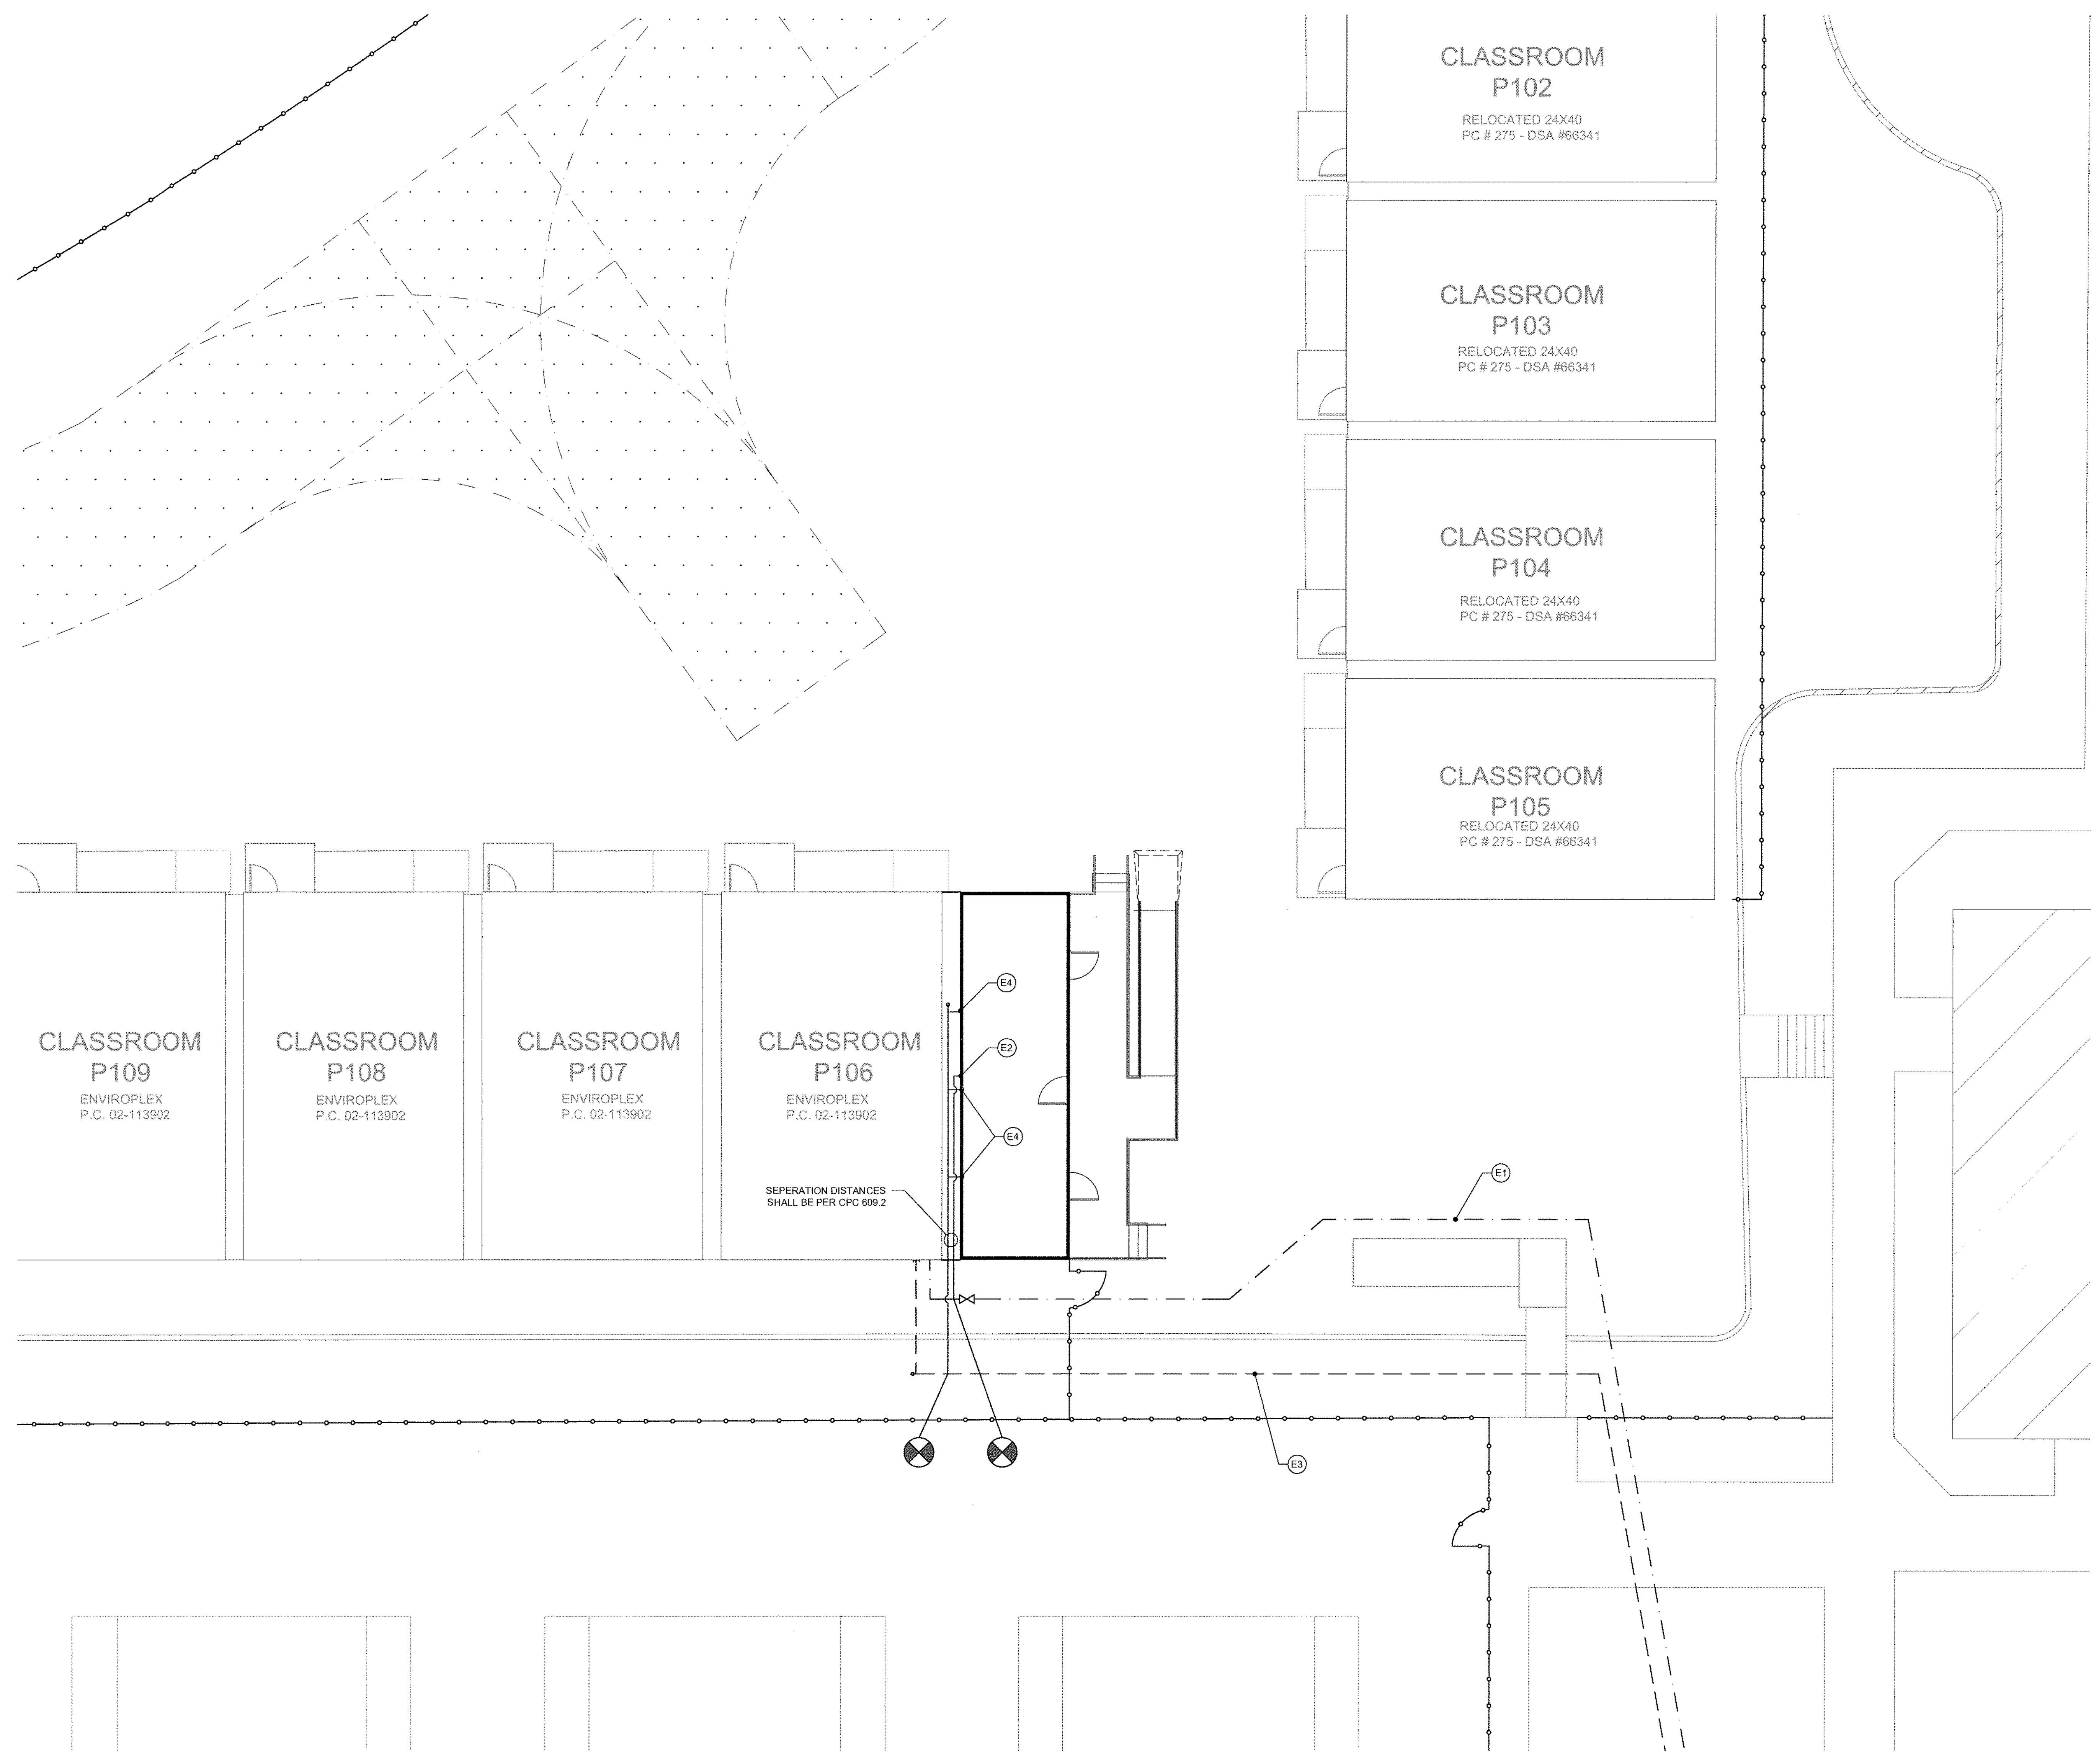 CLASSROOM
P102
RELOCATED 24X40
PC # 275 - DSA #66341
CLASSROOM
P103
RELOCATED 24X40
PC # 275 - DSA #66341
CLASSROOM
P104
RELOCATED 24X40
PC # 275 - DSA #66341
CLASSROOM
P105
RELOCATED 24X40
PC # 275 - DSA #66341
CLASSROOM
P109
ENVIROPLEX
P.C. 02-113902
CLASSROOM
P108
ENVIROPLEX
P.C. 02-113902
CLASSROOM
P107
ENVIROPLEX
P.C. 02-113902
CLASSROOM
P106
ENVIROPLEX
P.C. 02-113902
E4
E2
E4
SEPERATION DISTANCES
SHALL BE PER CPC 609.2
E1
E3